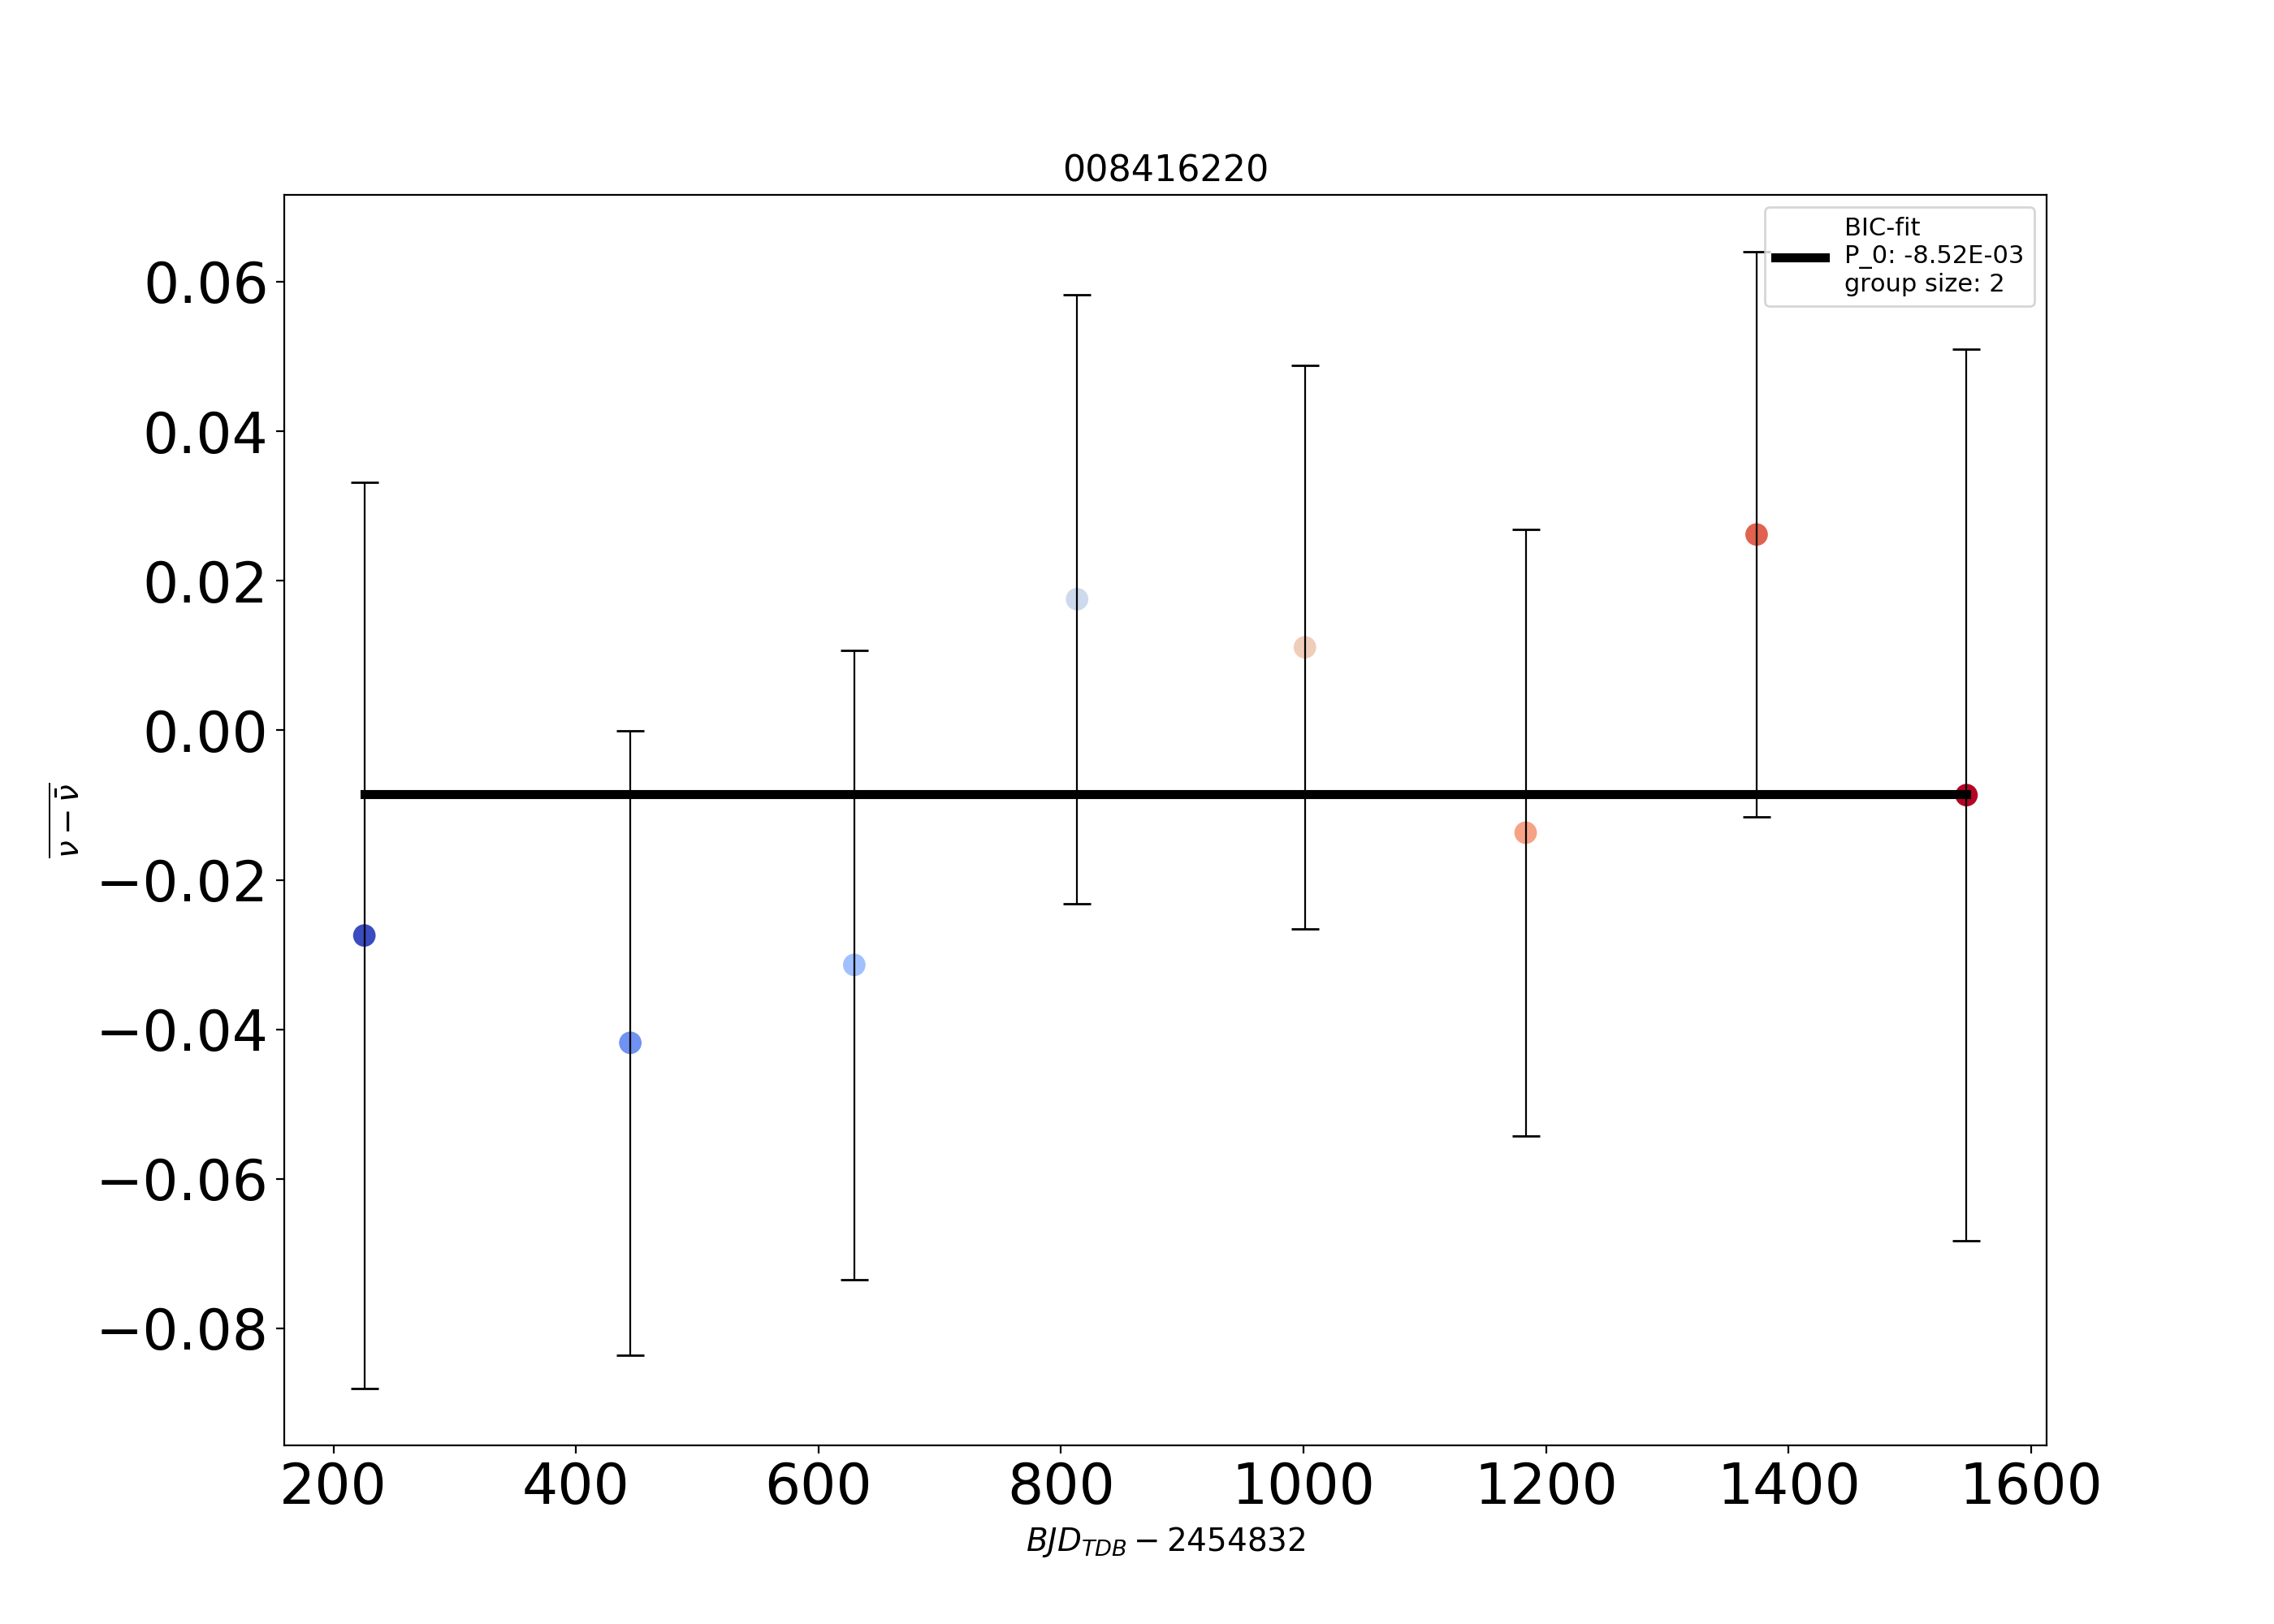 008416220
BIC-fit
P_0: -8.52E-03
group size: 2
0.06
0.04
0.02
0.00
−0.02
−0.04
−0.06
−0.08
ν − ν̄
200 400 600 800 1000 1200 1400 1600
BJD_TDB − 2454832